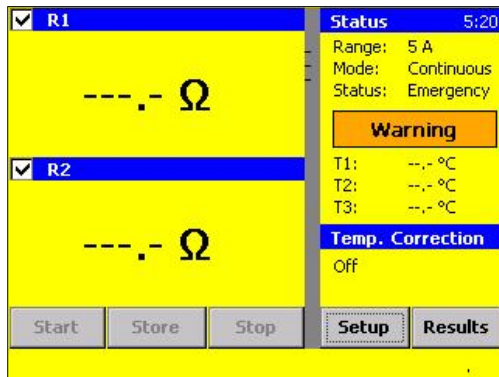 R1
---.- Ω
R2
---.- Ω
Start Store Stop
Status 5:20
Range: 5 A
Mode: Continuous
Status: Emergency
Warning
T1: --.- °C
T2: --.- °C
T3: --.- °C
Temp. Correction
Off
Setup Results